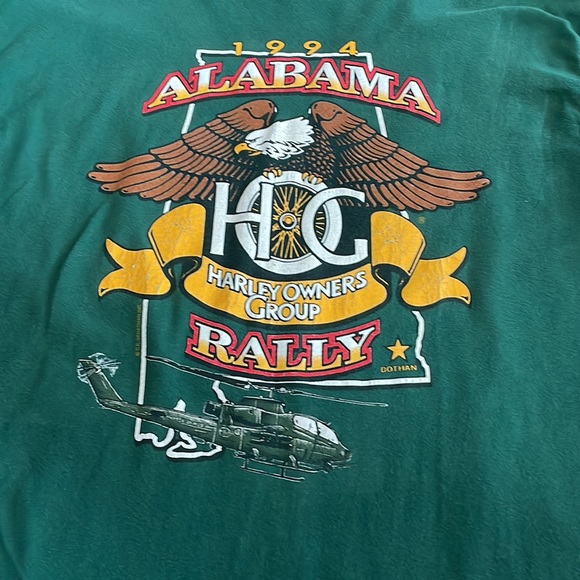 1994
ALABAMA
HOG
®
HARLEY OWNERS
GROUP
RALLY
DOTHAN